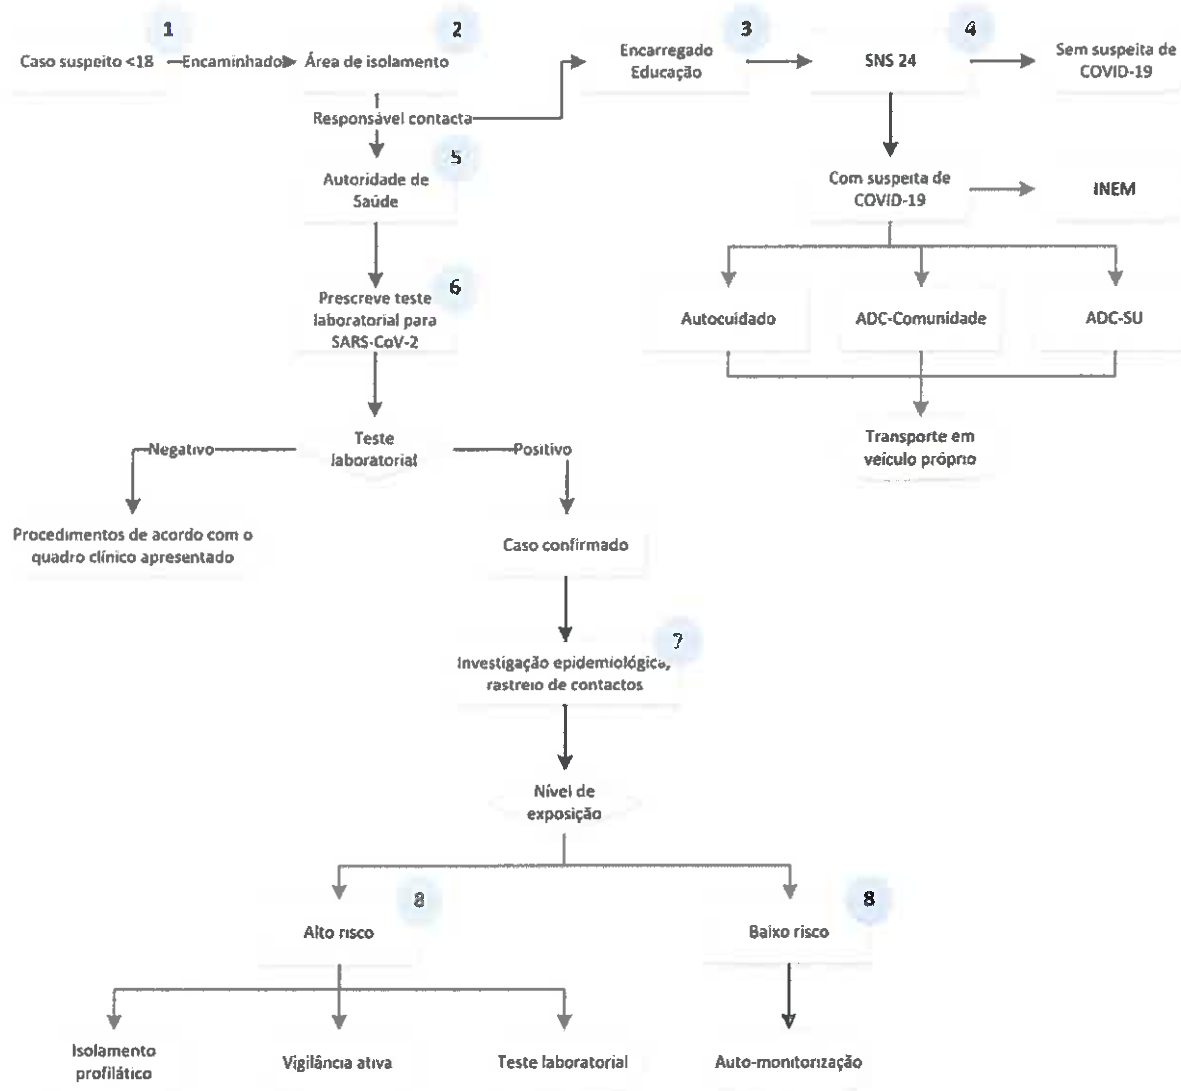 1
Caso suspeito <18
Encaminhado
2
Área de isolamento
Responsável contacta
3
Encarregado
Educação
4
SNS 24
Sem suspeita de
COVID-19
Com suspeita de
COVID-19
INEM
Autocuidado
ADC-Comunidade
ADC-SU
Transporte em
veículo próprio
5
Autoridade de
Saúde
6
Prescreve teste
laboratorial para
SARS-CoV-2
Teste
laboratorial
Negativo
Positivo
Procedimentos de acordo com o
quadro clínico apresentado
Caso confirmado
7
Investigação epidemiológica,
rastreio de contactos
Nível de
exposição
8
Alto risco
8
Baixo risco
Isolamento
profilático
Vigilância ativa
Teste laboratorial
Auto-monitorização